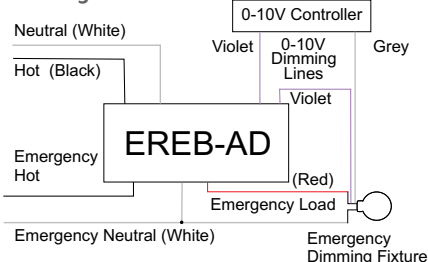 0-10V Controller
Neutral (White)
Violet
0-10V
Dimming
Lines
Grey
Hot (Black)
Violet
EREB-AD
Emergency
Hot
(Red)
Emergency Load
Emergency Neutral (White)
Emergency
Dimming Fixture